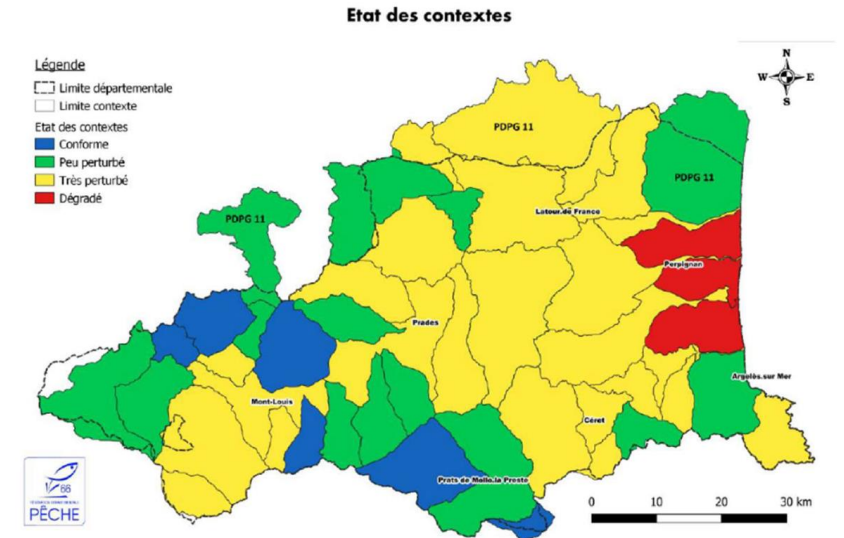 Etat des contextes
Légende
Limite départementale
Limite contexte
Etat des contextes
Conforme
Peu perturbé
Très perturbé
Dégradé
N
W E
S
PDPG 11
PDPG 11
PDPG 11
Latour de France
Perpignan
Prades
Argelès sur Mer
Mont-Louis
Céret
Prats de Mollo la Preste
66
PÊCHE
0 10 20 30 km